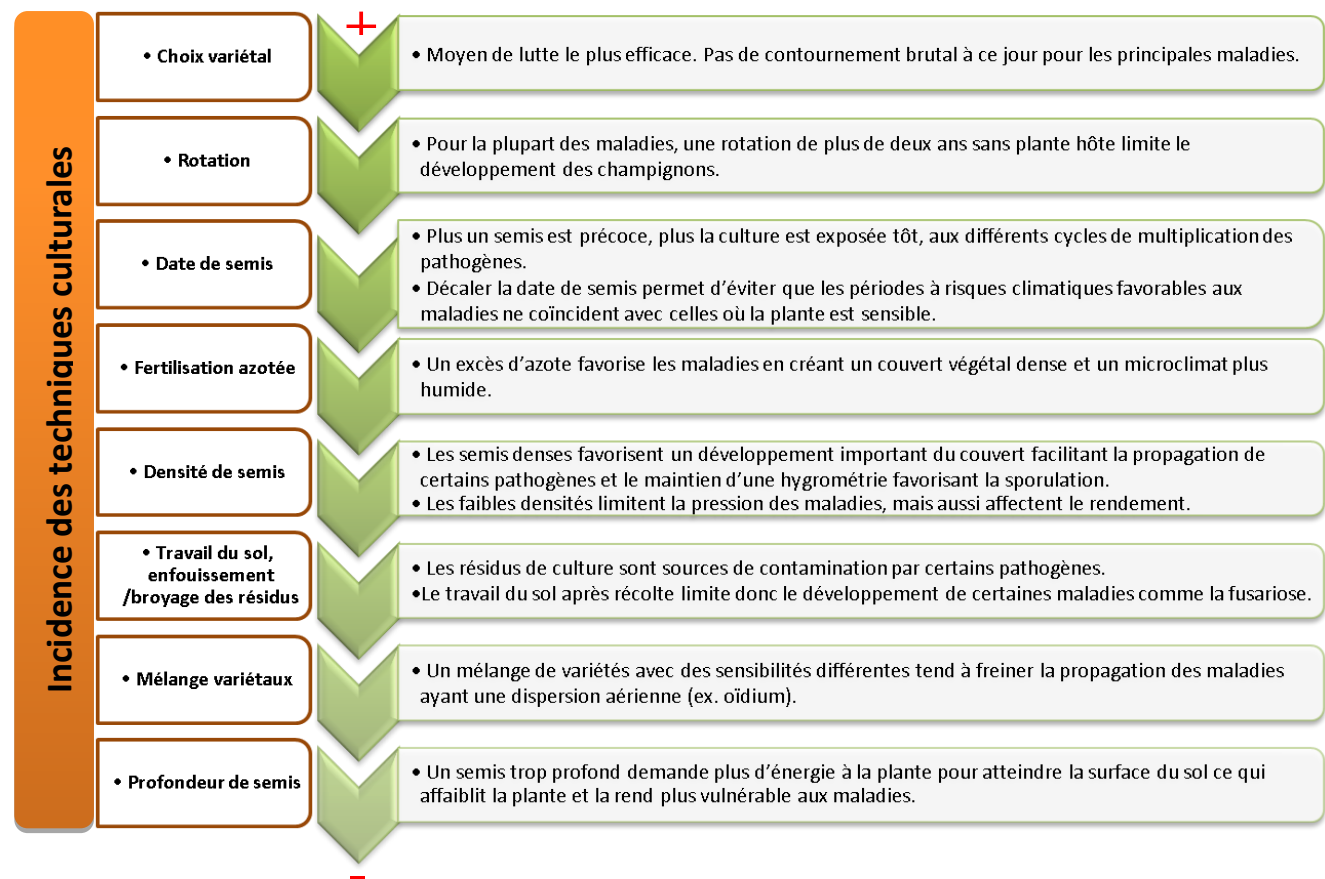 Incidence des techniques culturales
+
• Choix variétal
• Moyen de lutte le plus efficace. Pas de contournement brutal à ce jour pour les principales maladies.
• Rotation
• Pour la plupart des maladies, une rotation de plus de deux ans sans plante hôte limite le
développement des champignons.
• Date de semis
• Plus un semis est précoce, plus la culture est exposée tôt, aux différents cycles de multiplication des
pathogènes.
• Décaler la date de semis permet d'éviter que les périodes à risques climatiques favorables aux
maladies ne coïncident avec celles où la plante est sensible.
• Fertilisation azotée
• Un excès d'azote favorise les maladies en créant un couvert végétal dense et un microclimat plus
humide.
• Densité de semis
• Les semis denses favorisent un développement important du couvert facilitant la propagation de
certains pathogènes et le maintien d'une hygrométrie favorisant la sporulation.
• Les faibles densités limitent la pression des maladies, mais aussi affectent le rendement.
• Travail du sol,
enfouissement
/broyage des résidus
• Les résidus de culture sont sources de contamination par certains pathogènes.
•Le travail du sol après récolte limite donc le développement de certaines maladies comme la fusariose.
• Mélange variétaux
• Un mélange de variétés avec des sensibilités différentes tend à freiner la propagation des maladies
ayant une dispersion aérienne (ex. oïdium).
• Profondeur de semis
• Un semis trop profond demande plus d'énergie à la plante pour atteindre la surface du sol ce qui
affaiblit la plante et la rend plus vulnérable aux maladies.
-